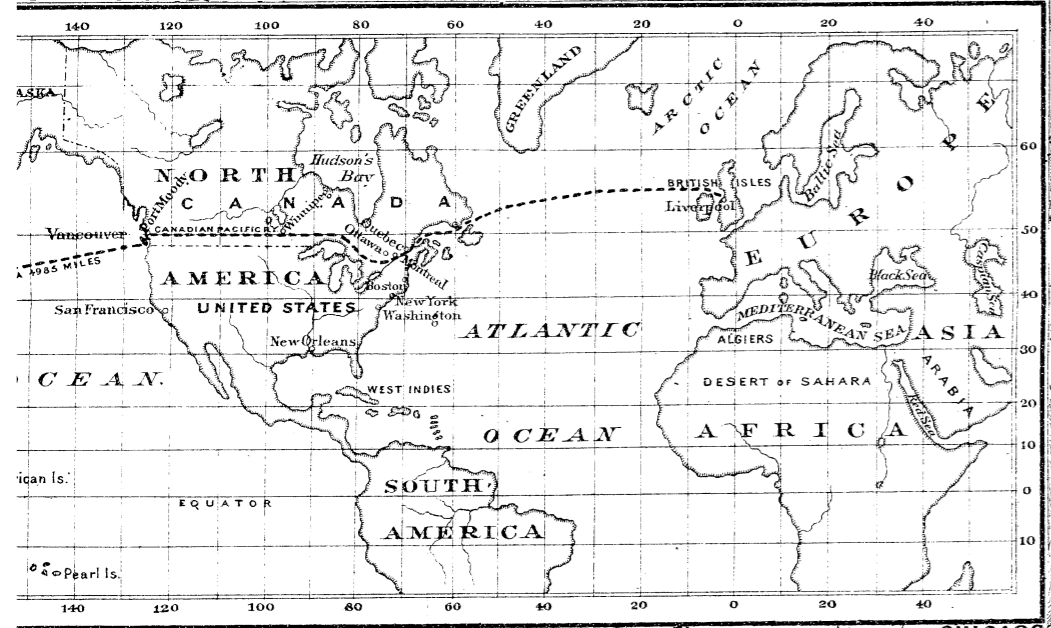 140 120 100 80 60 40 20 0 20 40
GREENLAND
ARCTIC
OCEAN
ASKA
60
Hudson's
Bay
Baltic Sea
NORTH
CANADA
BRITISH ISLES
Liverpool
EUROPE
Port Moody
Winnipeg
Vancouver
CANADIAN PACIFIC RY
Quebec
Ottawa
Montreal
50
A 4985 MILES
AMERICA
Boston
Black Sea
Caspian Sea
40
San Francisco
UNITED STATES
New York
Washington
ATLANTIC
MEDITERRANEAN SEA
ASIA
New Orleans
ALGIERS
30
CEAN.
WEST INDIES
DESERT OF SAHARA
ARABIA
Red Sea
20
OCEAN
AFRICA
10
rican Is.
SOUTH
0
EQUATOR
AMERICA
10
Pearl Is.
140 120 100 80 60 40 20 0 20 40